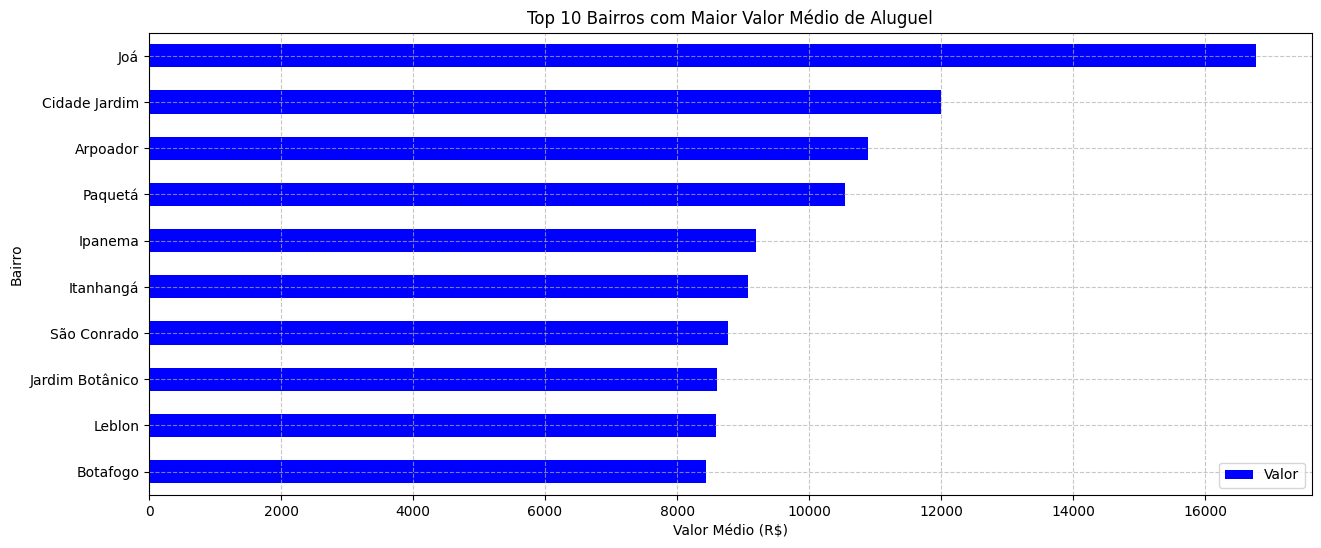 Top 10 Bairros com Maior Valor Médio de Aluguel
Bairro
Joá
Cidade Jardim
Arpoador
Paquetá
Ipanema
Itanhangá
São Conrado
Jardim Botânico
Leblon
Botafogo
Valor
0 2000 4000 6000 8000 10000 12000 14000 16000
Valor Médio (R$)